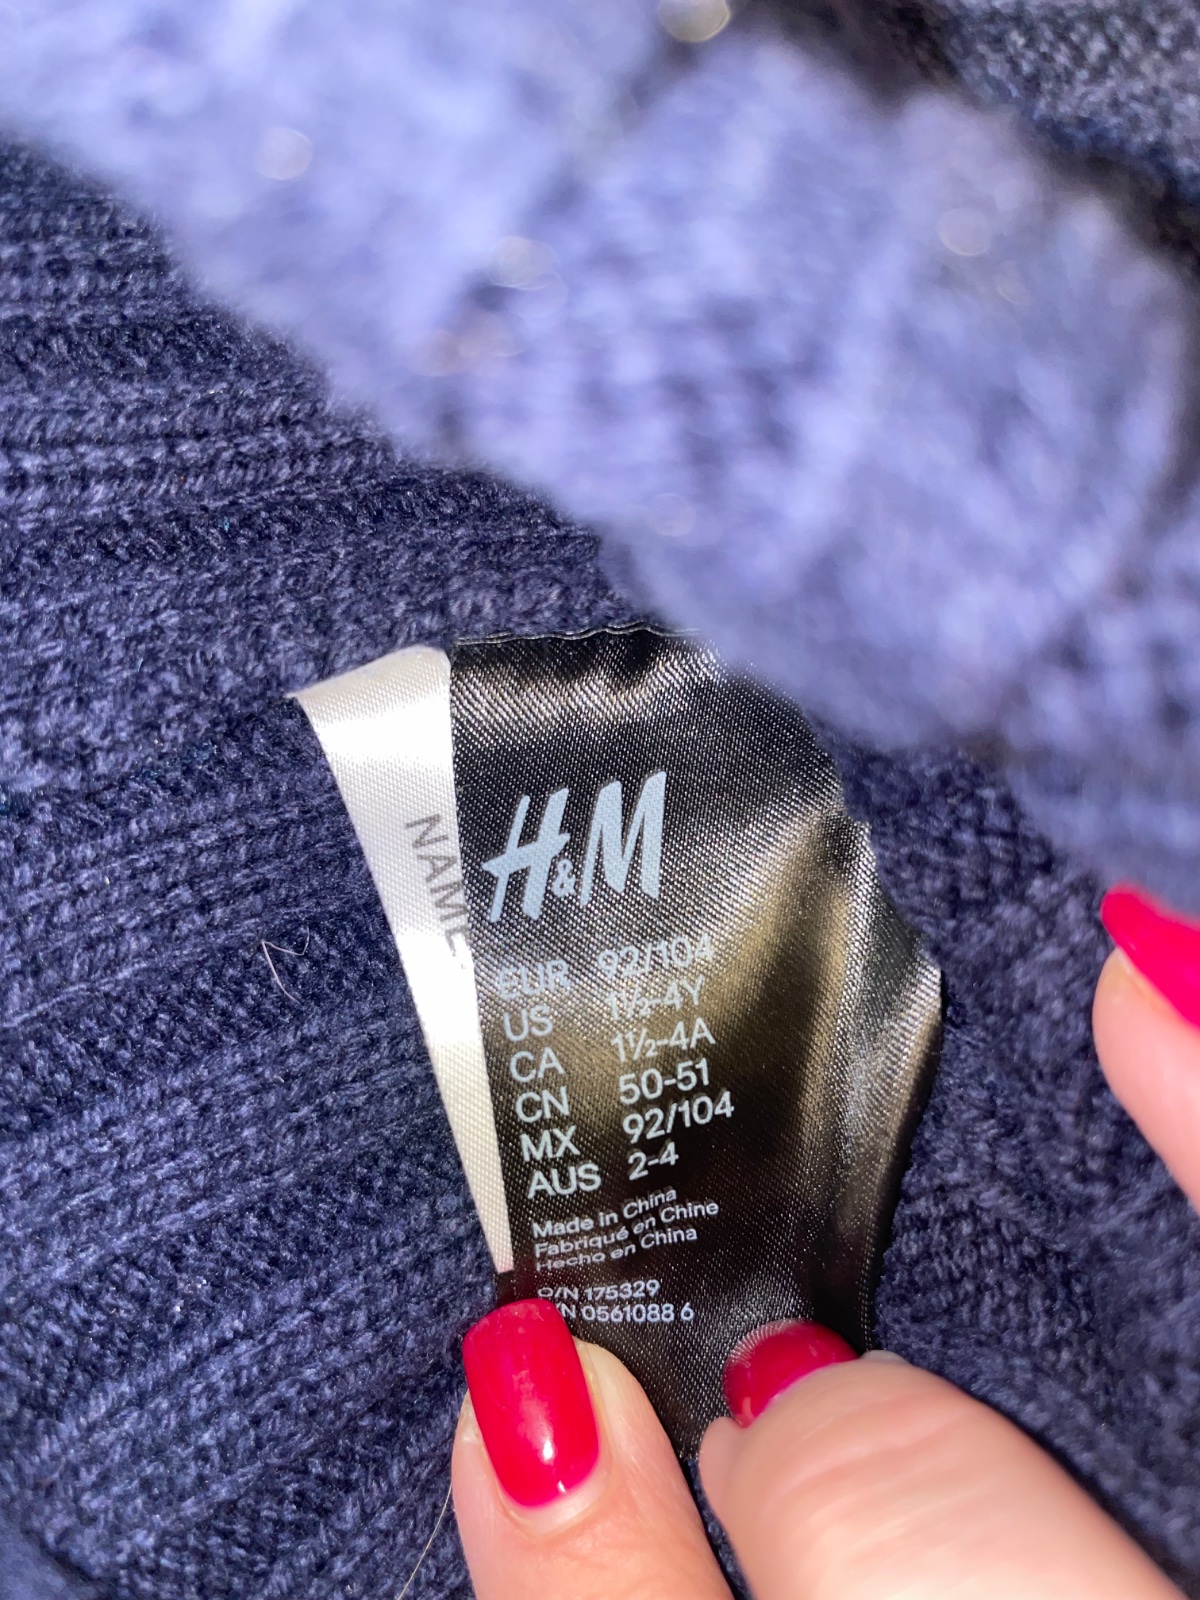 NAME
H&M
EUR 92/104
US 1½-4Y
CA 1½-4A
CN 50-51
MX 92/104
AUS 2-4
Made in China
Fabriqué en Chine
Hecho en China
O/N 175329
/N 0561088 6